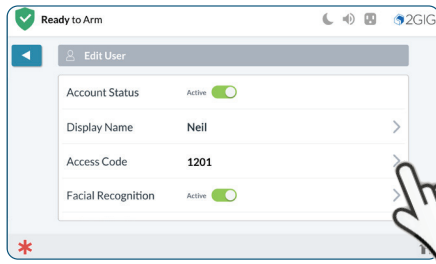 Ready to Arm
2GIG
Edit User
Account Status Active
Display Name Neil
Access Code 1201
Facial Recognition Active